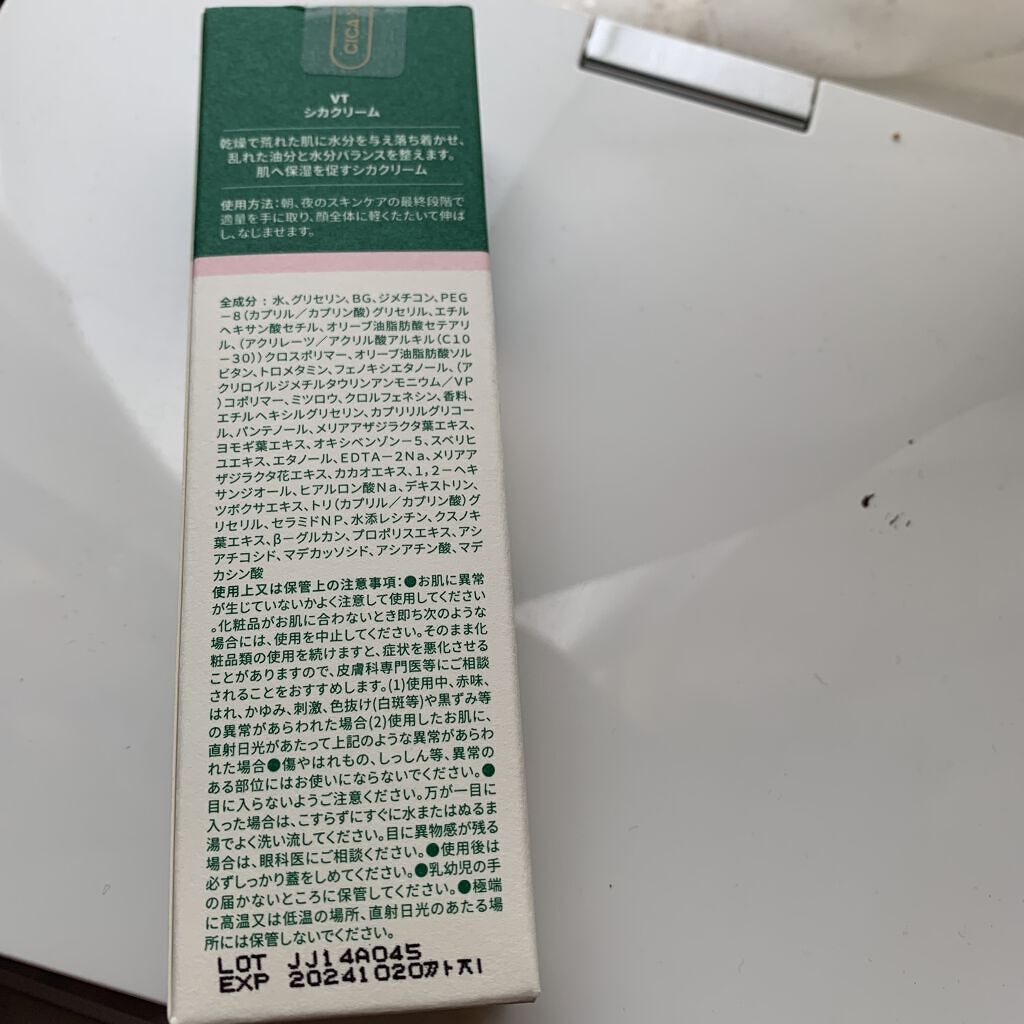 CICA
VT
シカクリーム
乾燥で荒れた肌に水分を与え落ち着かせ、
乱れた油分と水分バランスを整えます。
肌へ保湿を促すシカクリーム
使用方法:朝、夜のスキンケアの最終段階で
適量を手に取り、顔全体に軽くたたいて伸ば
し、なじませます。
全成分 : 水、グリセリン、BG、ジメチコン、PEG
-8(カプリル/カプリン酸)グリセリル、エチル
ヘキサン酸セチル、オリーブ油脂肪酸セテアリ
ル、(アクリレーツ/アクリル酸アルキル(C10
-30))クロスポリマー、オリーブ油脂肪酸ソル
ビタン、トロメタミン、フェノキシエタノール、(ア
クリロイルジメチルタウリンアンモニウム/VP
)コポリマー、ミツロウ、クロルフェネシン、香料、
エチルヘキシルグリセリン、カプリリルグリコー
ル、パンテノール、メリアアザジラクタ葉エキス、
ヨモギ葉エキス、オキシベンゾン-5、スベリヒ
ユエキス、エタノール、EDTA-2Na、メリアア
ザジラクタ花エキス、カカオエキス、1,2-ヘキ
サンジオール、ヒアルロン酸Na、デキストリン、
ツボクサエキス、トリ(カプリル/カプリン酸)グ
リセリル、セラミドNP、水添レシチン、クスノキ
葉エキス、β-グルカン、プロポリスエキス、アシ
アチコシド、マデカッソシド、アシアチン酸、マデ
カシン酸
使用上又は保管上の注意事項:●お肌に異常
が生じていないかよく注意して使用してください
。化粧品がお肌に合わないとき即ち次のような
場合には、使用を中止してください。そのまま化
粧品類の使用を続けますと、症状を悪化させる
ことがありますので、皮膚科専門医等にご相談
されることをおすすめします。(1)使用中、赤味、
はれ、かゆみ、刺激、色抜け(白斑等)や黒ずみ等
の異常があらわれた場合(2)使用したお肌に、
直射日光があたって上記のような異常があらわ
れた場合●傷やはれもの、しっしん等、異常の
ある部位にはお使いにならないでください。●
目に入らないようご注意ください。万が一目に
入った場合は、こすらずにすぐに水またはぬるま
湯でよく洗い流してください。目に異物感が残る
場合は、眼科医にご相談ください。●使用後は
必ずしっかり蓋をしめてください。●乳幼児の手
の届かないところに保管してください。●極端
に高温又は低温の場所、直射日光のあたる場
所には保管しないでください。
LOT JJ14A045
EXP 20241020까지